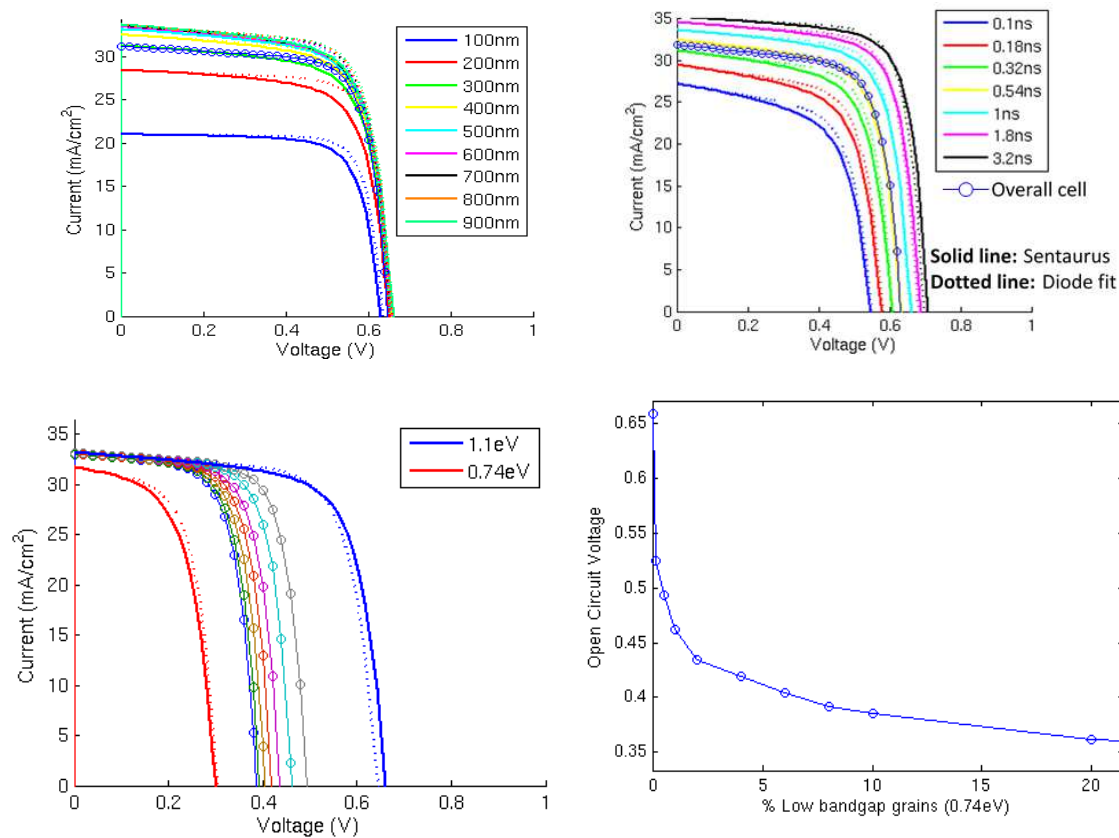 35
30
25
20
15
10
5
0
Current (mA/cm²)
0 0.2 0.4 0.6 0.8 1
Voltage (V)
100nm
200nm
300nm
400nm
500nm
600nm
700nm
800nm
900nm
35
30
25
20
15
10
5
0
Current (mA/cm²)
0 0.2 0.4 0.6 0.8 1
Voltage (V)
0.1ns
0.18ns
0.32ns
0.54ns
1ns
1.8ns
3.2ns
Overall cell
Solid line: Sentaurus
Dotted line: Diode fit
35
30
25
20
15
10
5
0
Current (mA/cm²)
0 0.2 0.4 0.6 0.8 1
Voltage (V)
1.1eV
0.74eV
0.65
0.6
0.55
0.5
0.45
0.4
0.35
Open Circuit Voltage
0 5 10 15 20
% Low bandgap grains (0.74eV)